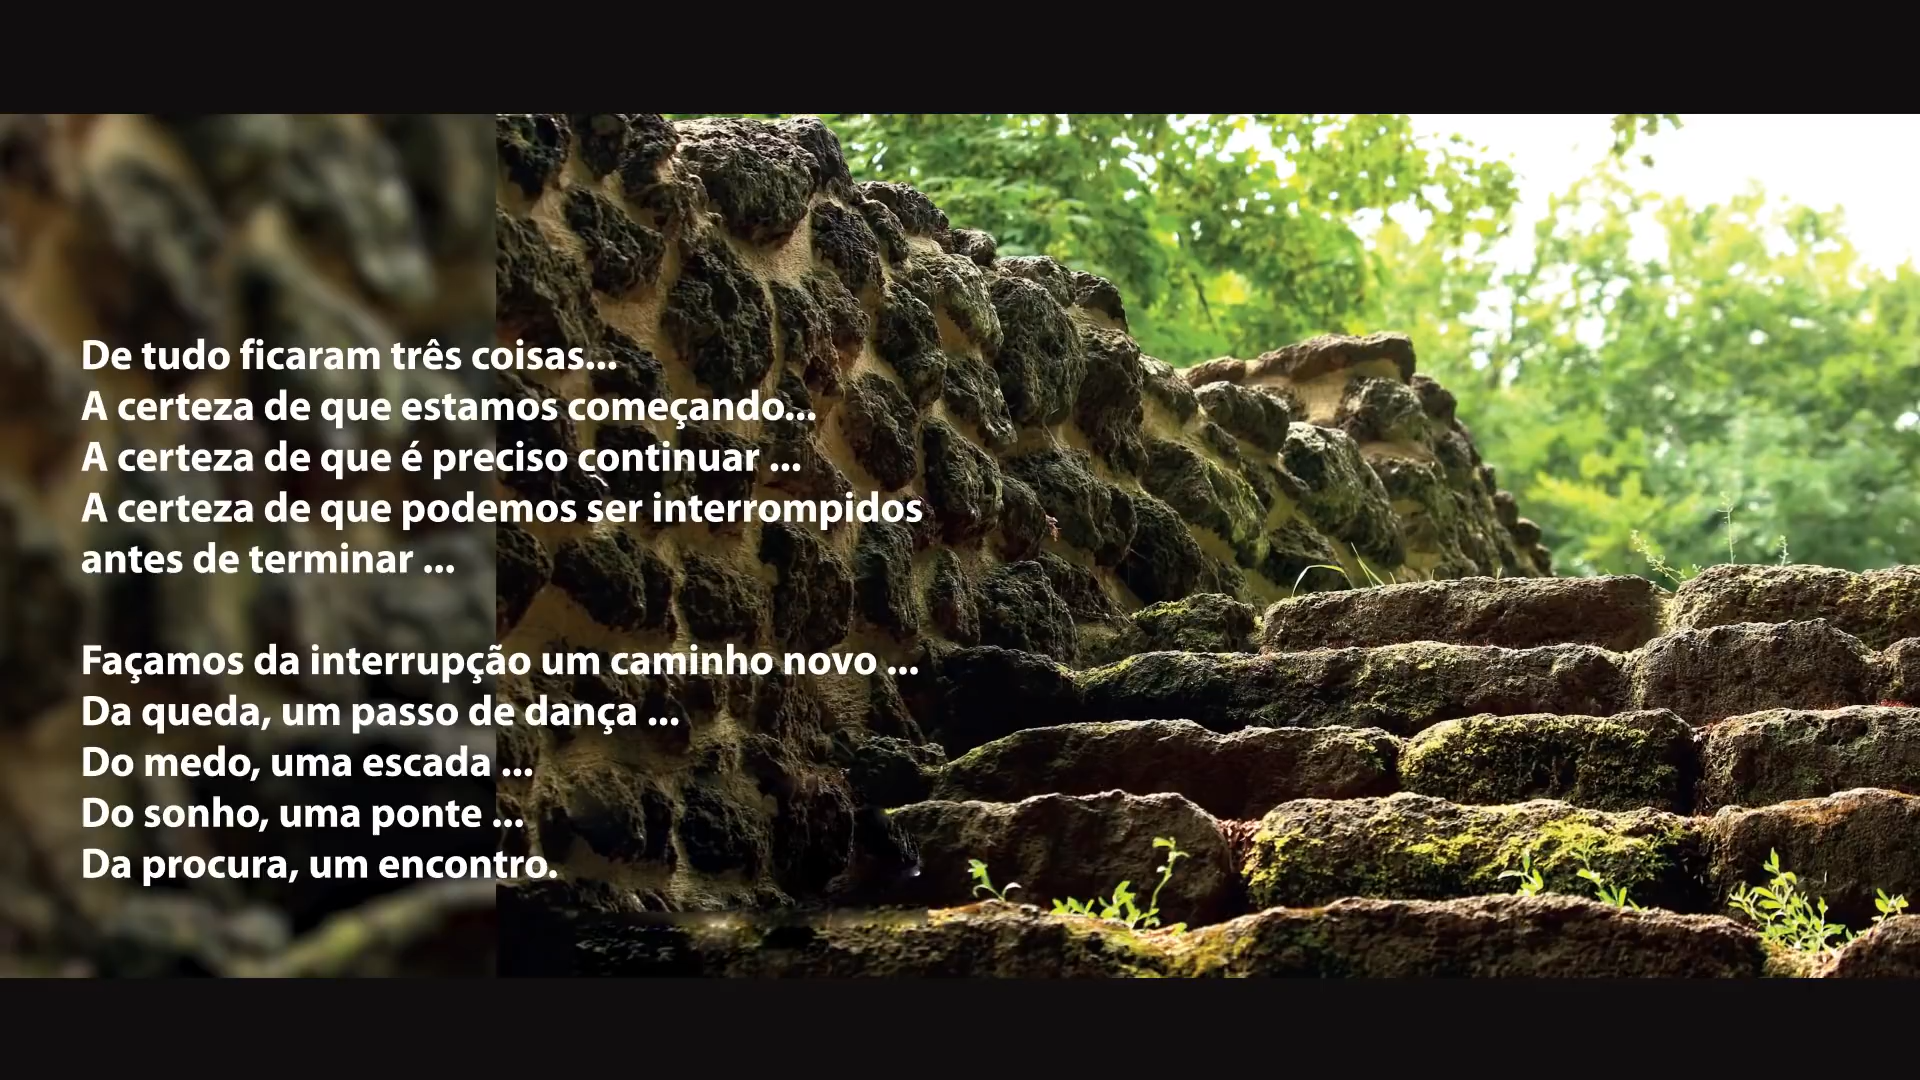 De tudo ficaram três coisas...
A certeza de que estamos começando...
A certeza de que é preciso continuar ...
A certeza de que podemos ser interrompidos
antes de terminar ...
Façamos da interrupção um caminho novo ...
Da queda, um passo de dança ...
Do medo, uma escada ...
Do sonho, uma ponte ...
Da procura, um encontro.